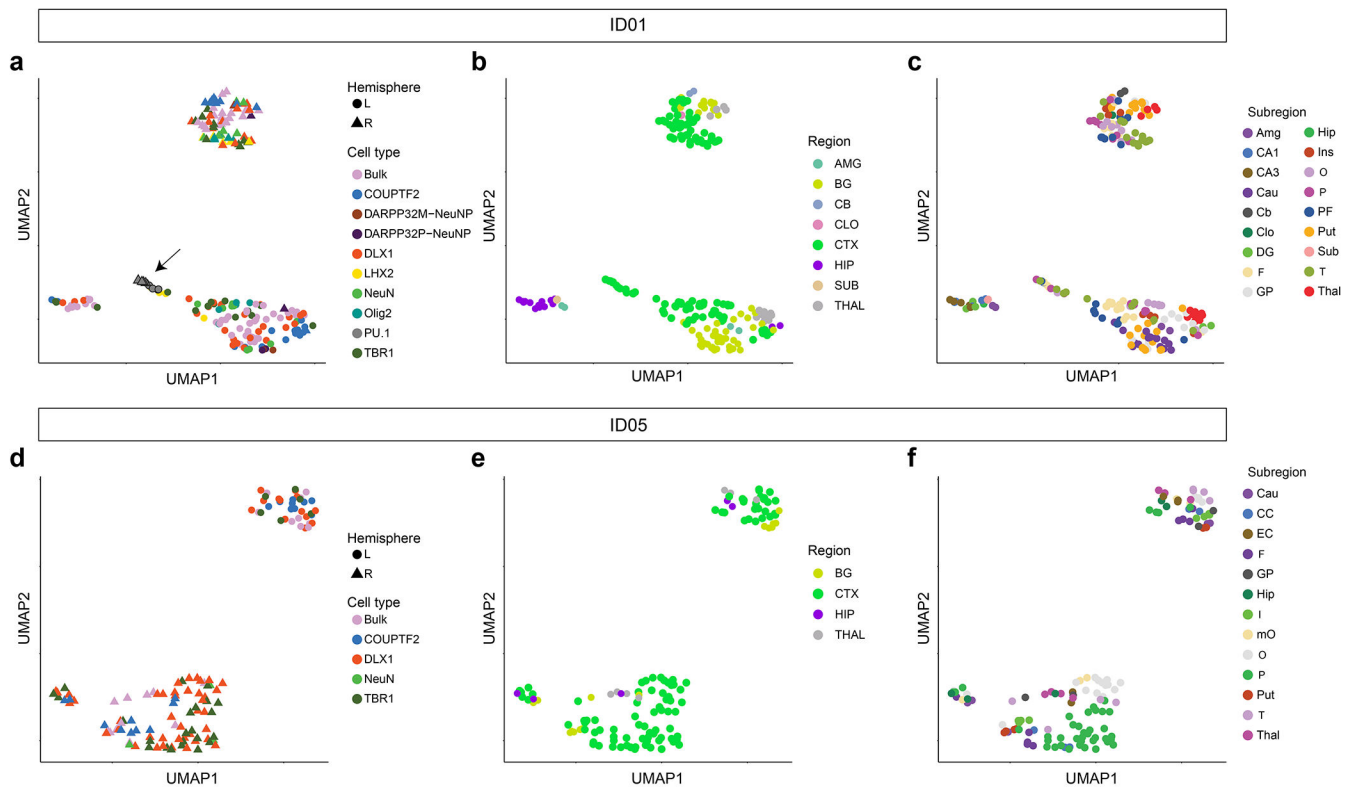 ID01
a
b
c
UMAP2
UMAP1
Hemisphere
L
R
Cell type
Bulk
COUPTF2
DARPP32M−NeuNP
DARPP32P−NeuNP
DLX1
LHX2
NeuN
Olig2
PU.1
TBR1
UMAP2
UMAP1
Region
AMG
BG
CB
CLO
CTX
HIP
SUB
THAL
UMAP2
UMAP1
Subregion
Amg
CA1
CA3
Cau
Cb
Clo
DG
F
GP
Hip
Ins
O
P
PF
Put
Sub
T
Thal
ID05
d
e
f
UMAP2
UMAP1
Hemisphere
L
R
Cell type
Bulk
COUPTF2
DLX1
NeuN
TBR1
UMAP2
UMAP1
Region
BG
CTX
HIP
THAL
UMAP2
UMAP1
Subregion
Cau
CC
EC
F
GP
Hip
I
mO
O
P
Put
T
Thal